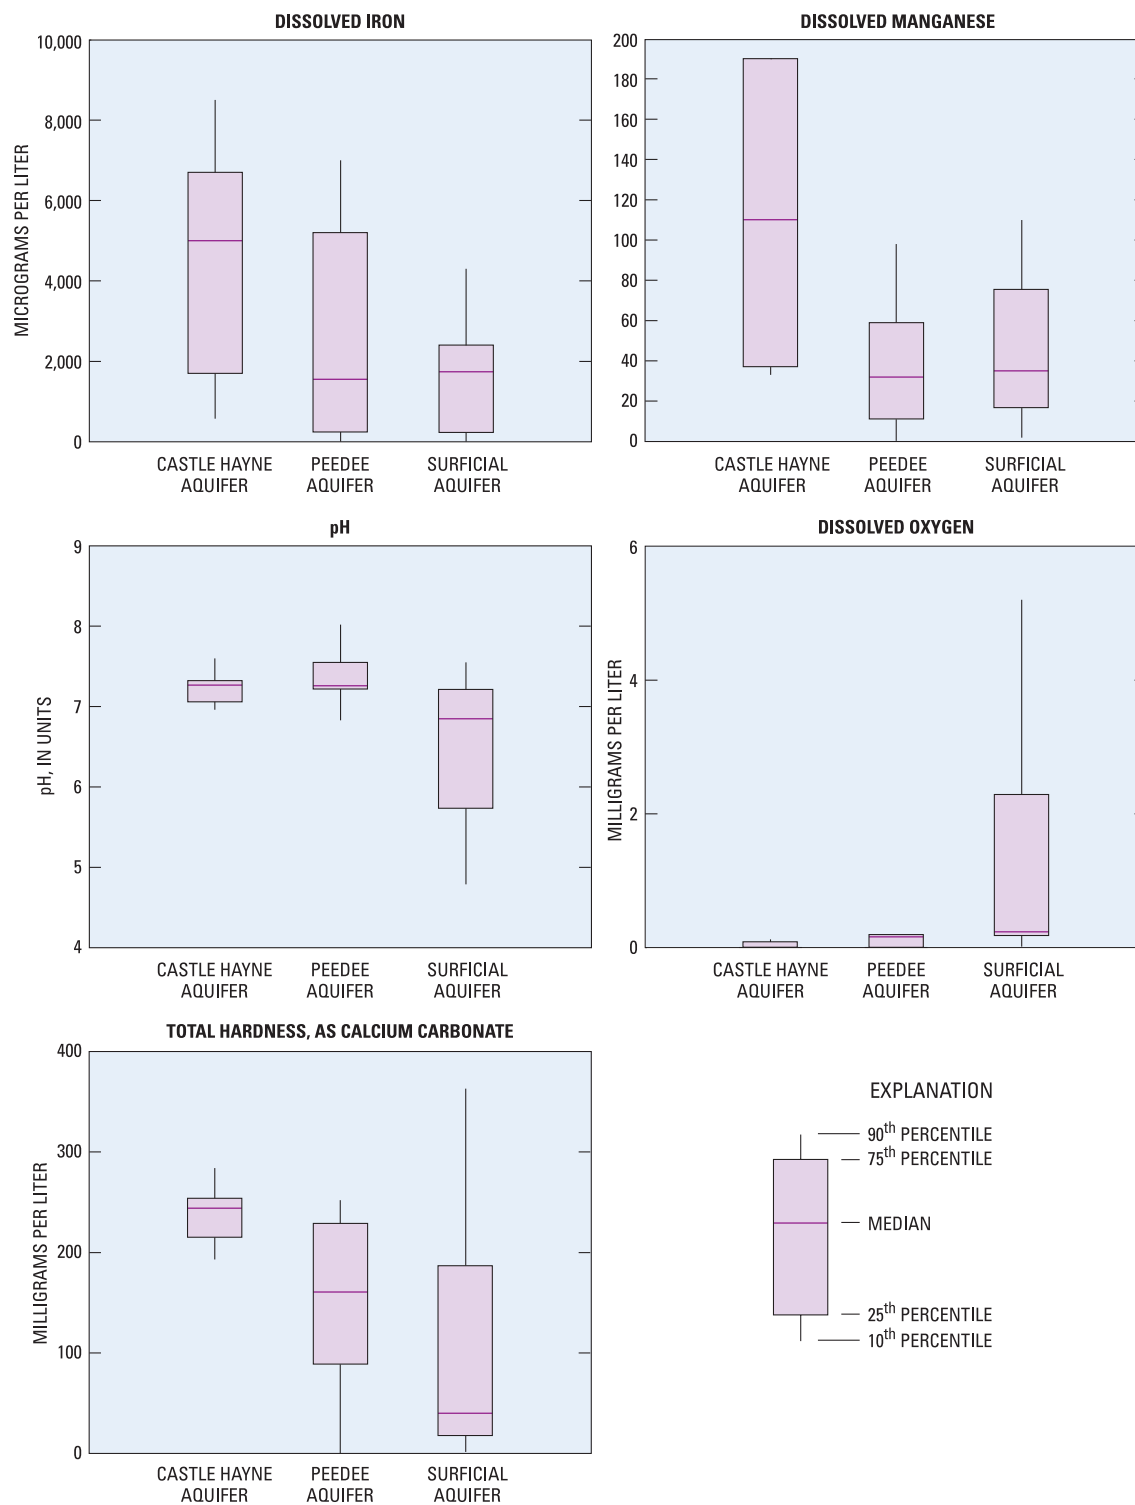 DISSOLVED IRON
10,000
8,000
6,000
4,000
2,000
0
MICROGRAMS PER LITER
CASTLE HAYNE
AQUIFER
PEEDEE
AQUIFER
SURFICIAL
AQUIFER
DISSOLVED MANGANESE
200
180
160
140
120
100
80
60
40
20
0
CASTLE HAYNE
AQUIFER
PEEDEE
AQUIFER
SURFICIAL
AQUIFER
pH
9
8
7
6
5
4
pH, IN UNITS
CASTLE HAYNE
AQUIFER
PEEDEE
AQUIFER
SURFICIAL
AQUIFER
DISSOLVED OXYGEN
6
4
2
0
MILLIGRAMS PER LITER
CASTLE HAYNE
AQUIFER
PEEDEE
AQUIFER
SURFICIAL
AQUIFER
TOTAL HARDNESS, AS CALCIUM CARBONATE
400
300
200
100
0
MILLIGRAMS PER LITER
CASTLE HAYNE
AQUIFER
PEEDEE
AQUIFER
SURFICIAL
AQUIFER
EXPLANATION
90th PERCENTILE
75th PERCENTILE
MEDIAN
25th PERCENTILE
10th PERCENTILE